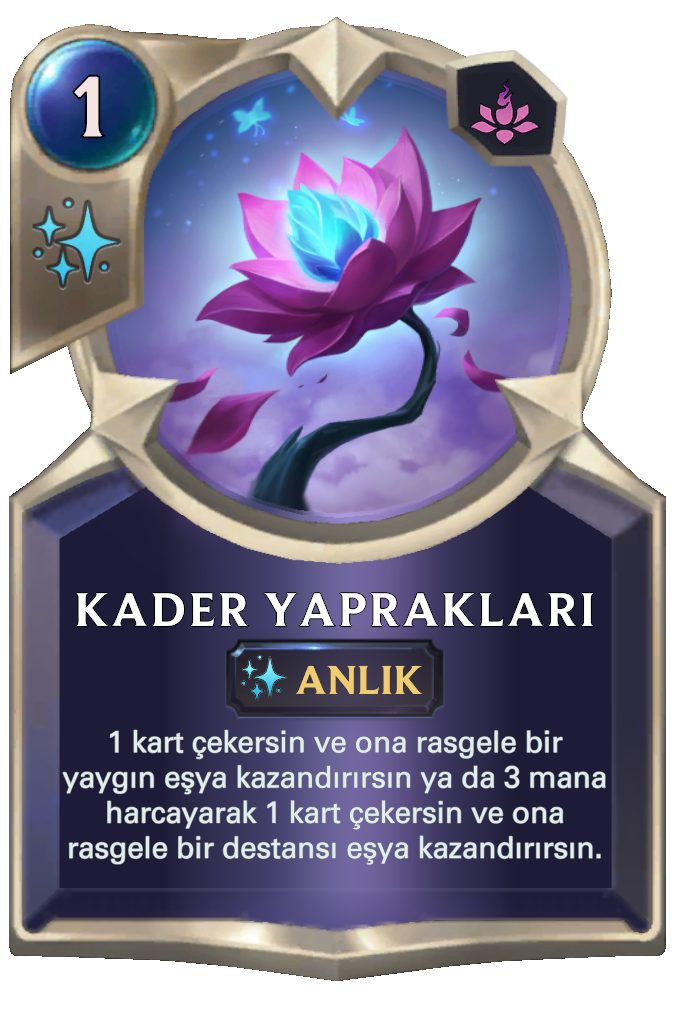 1
KADER YAPRAKLARI
ANLIK
1 kart çekersin ve ona rasgele bir
yaygın eşya kazandırırsın ya da 3 mana
harcayarak 1 kart çekersin ve ona
rasgele bir destansı eşya kazandırırsın.